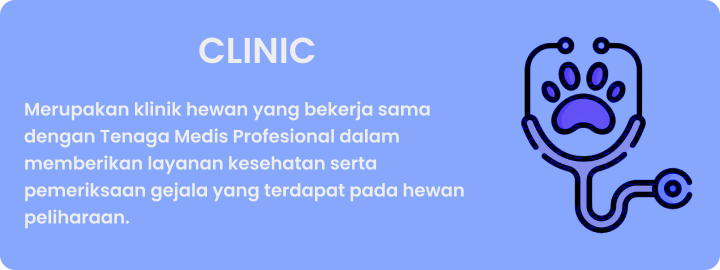 CLINIC
Merupakan klinik hewan yang bekerja sama
dengan Tenaga Medis Profesional dalam
memberikan layanan kesehatan serta
pemeriksaan gejala yang terdapat pada hewan
peliharaan.